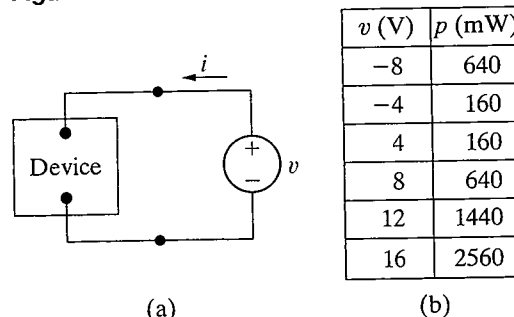 i
Device
+
−
v
(a)
v (V) p (mW)
−8 640
−4 160
4 160
8 640
12 1440
16 2560
(b)